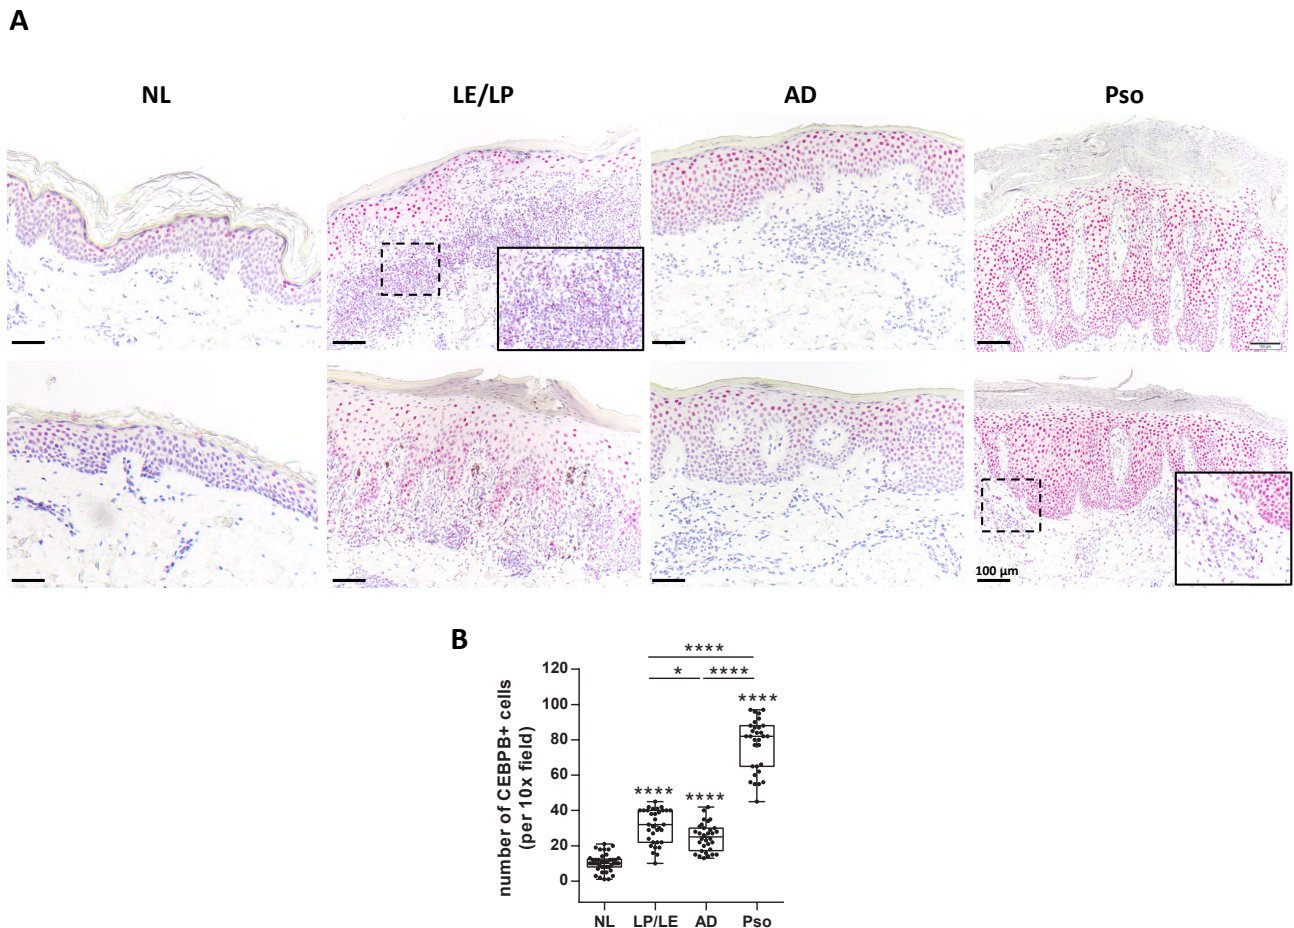 A
NL
LE/LP
AD
Pso
100 µm
B
****
* ****
****
**** ****
number of CEBPB+ cells
(per 10x field)
120
100
80
60
40
20
0
NL LP/LE AD Pso